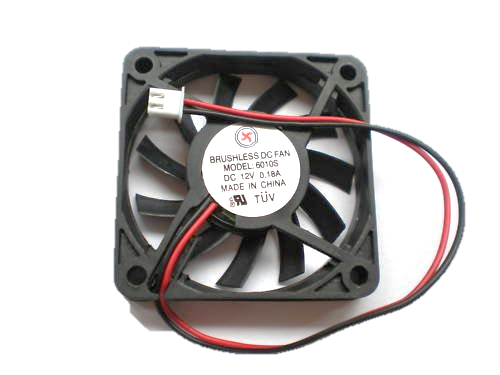 BRUSHLESS DC FAN
MODEL: 6010S
DC 12V 0.18A
MADE IN CHINA
TÜV